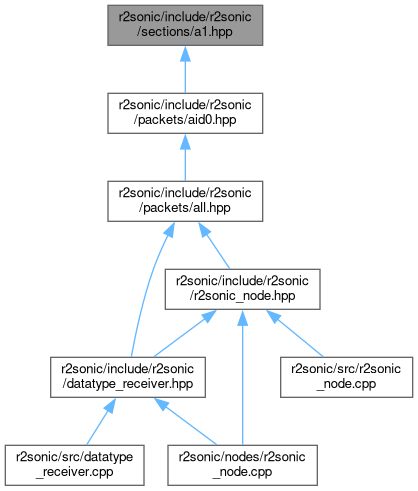 r2sonic/include/r2sonic
/sections/a1.hpp
r2sonic/include/r2sonic
/packets/aid0.hpp
r2sonic/include/r2sonic
/packets/all.hpp
r2sonic/include/r2sonic
/r2sonic_node.hpp
r2sonic/include/r2sonic
/datatype_receiver.hpp
r2sonic/src/r2sonic
_node.cpp
r2sonic/src/datatype
_receiver.cpp
r2sonic/nodes/r2sonic
_node.cpp